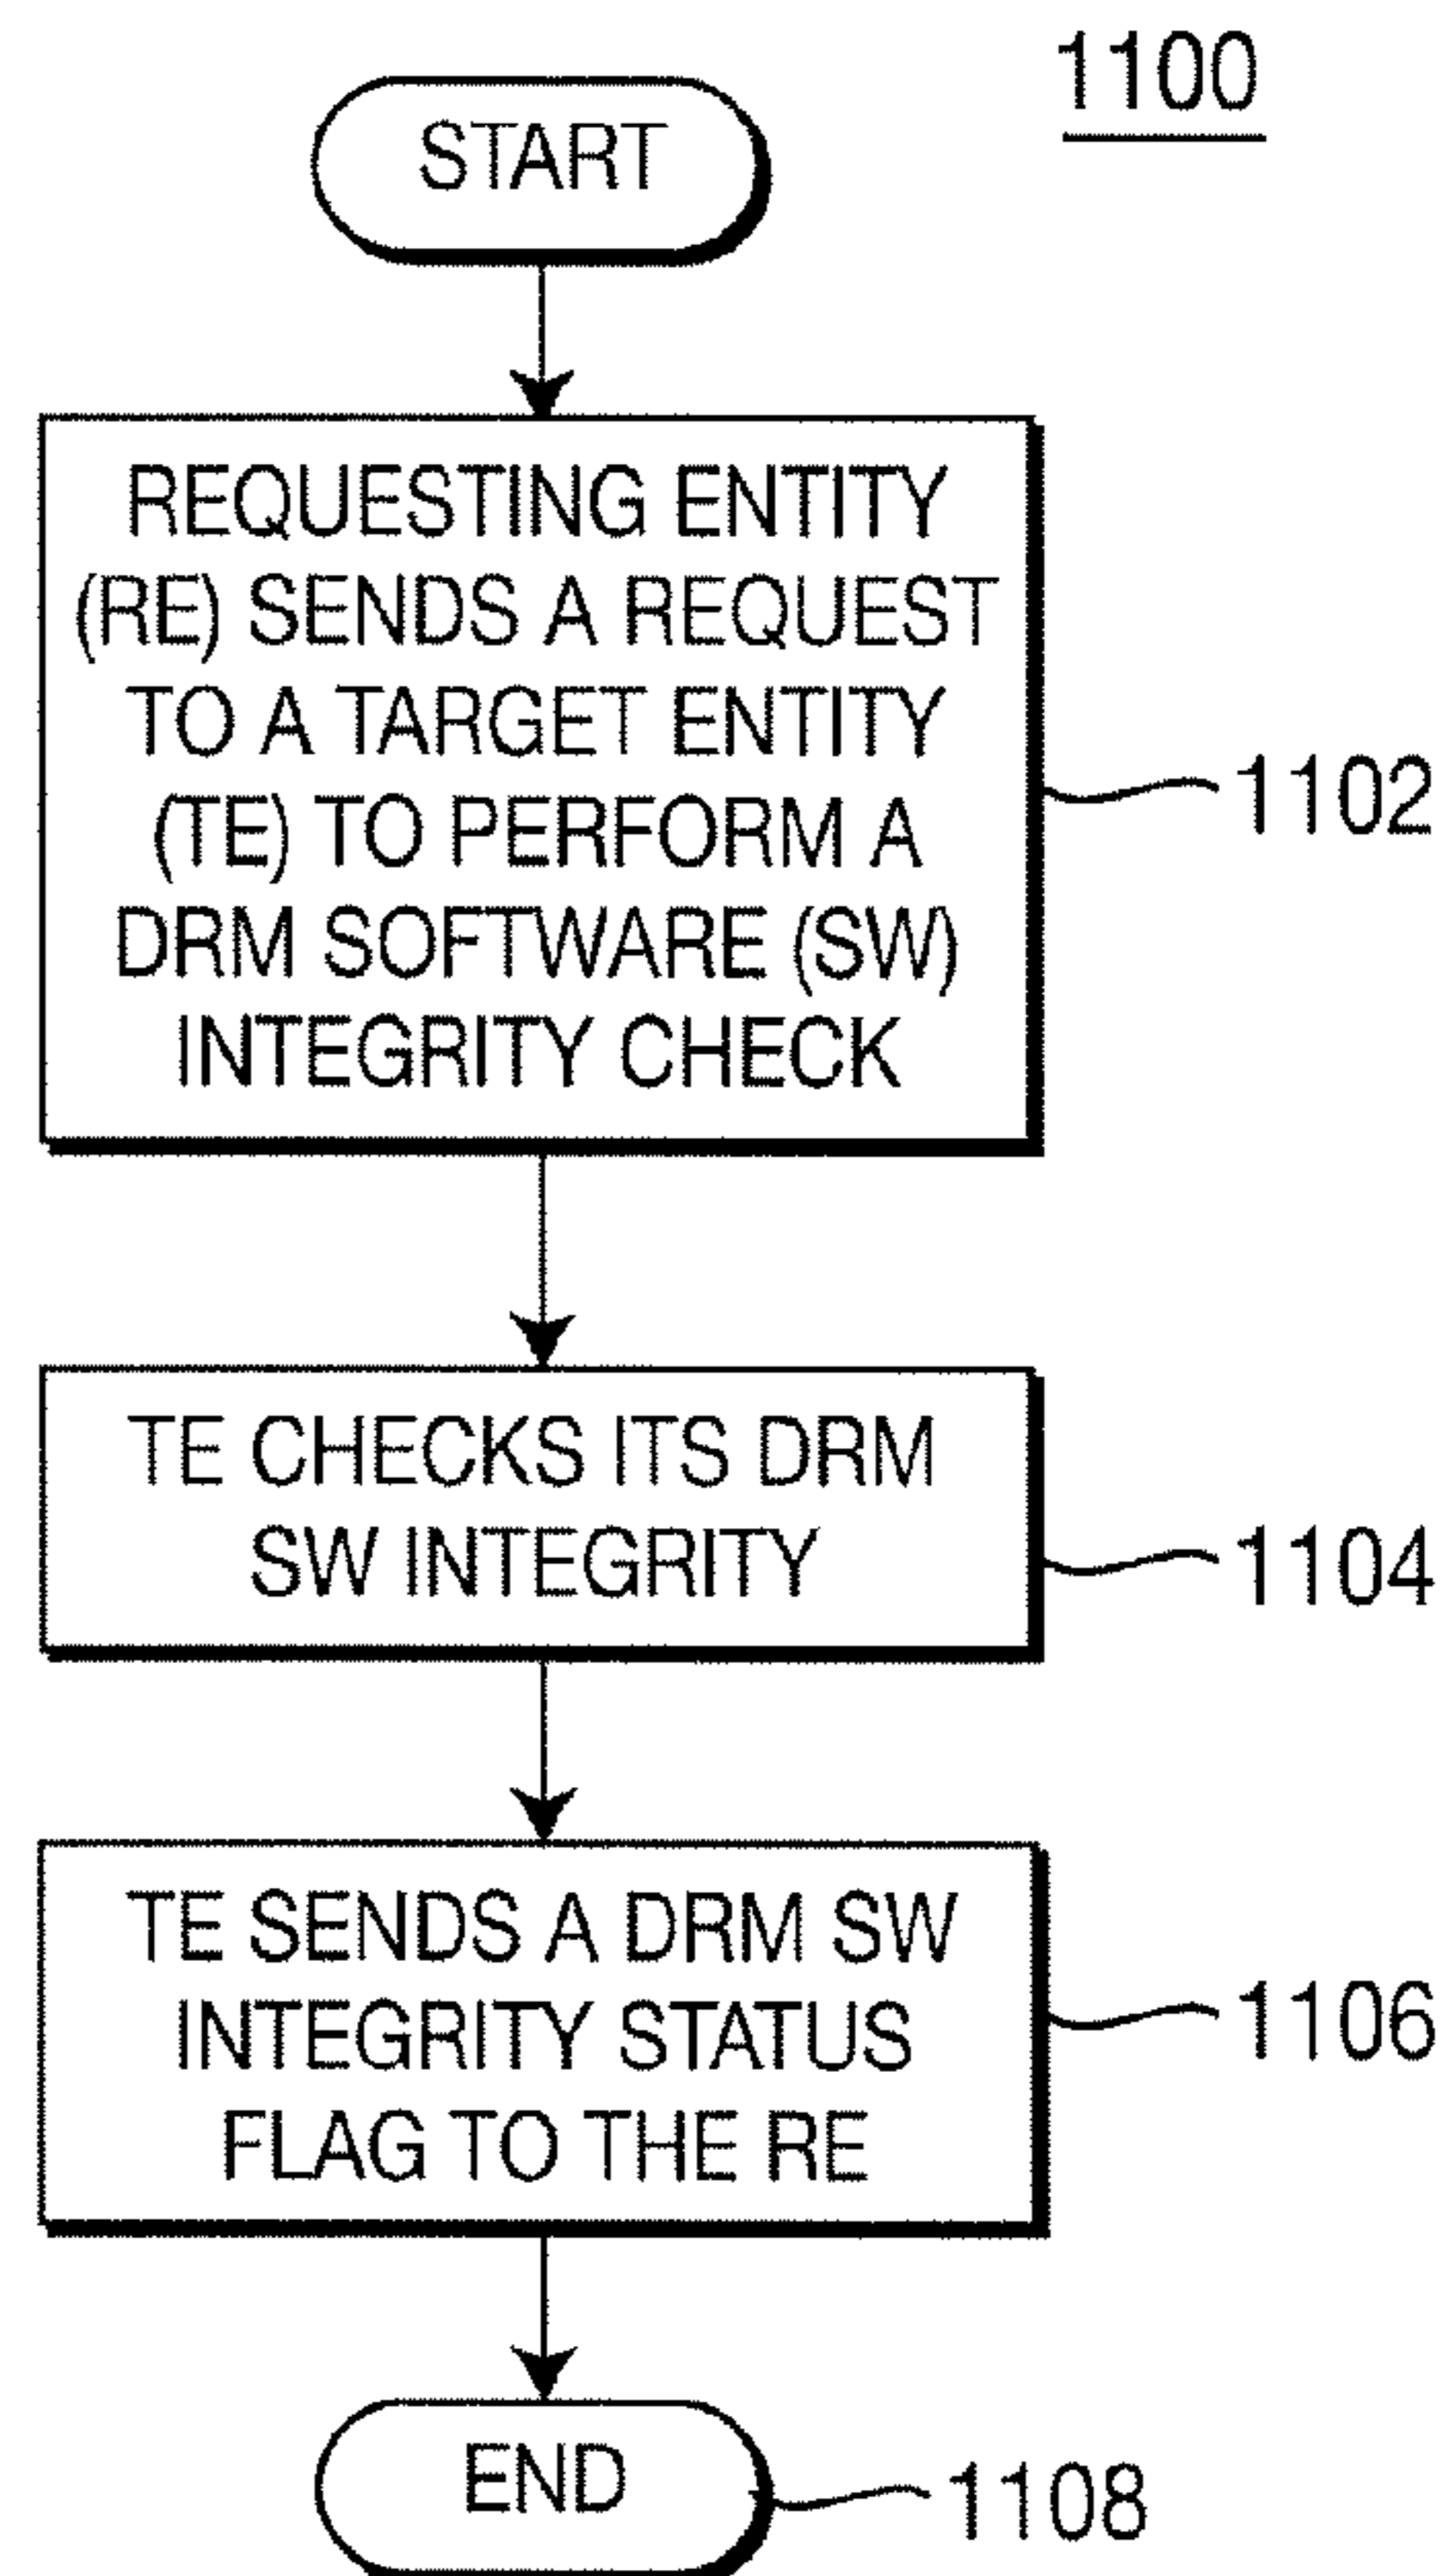 1100
START
REQUESTING ENTITY
(RE) SENDS A REQUEST
TO A TARGET ENTITY
(TE) TO PERFORM A
DRM SOFTWARE (SW)
INTEGRITY CHECK
1102
TE CHECKS ITS DRM
SW INTEGRITY
1104
TE SENDS A DRM SW
INTEGRITY STATUS
FLAG TO THE RE
1106
END
1108